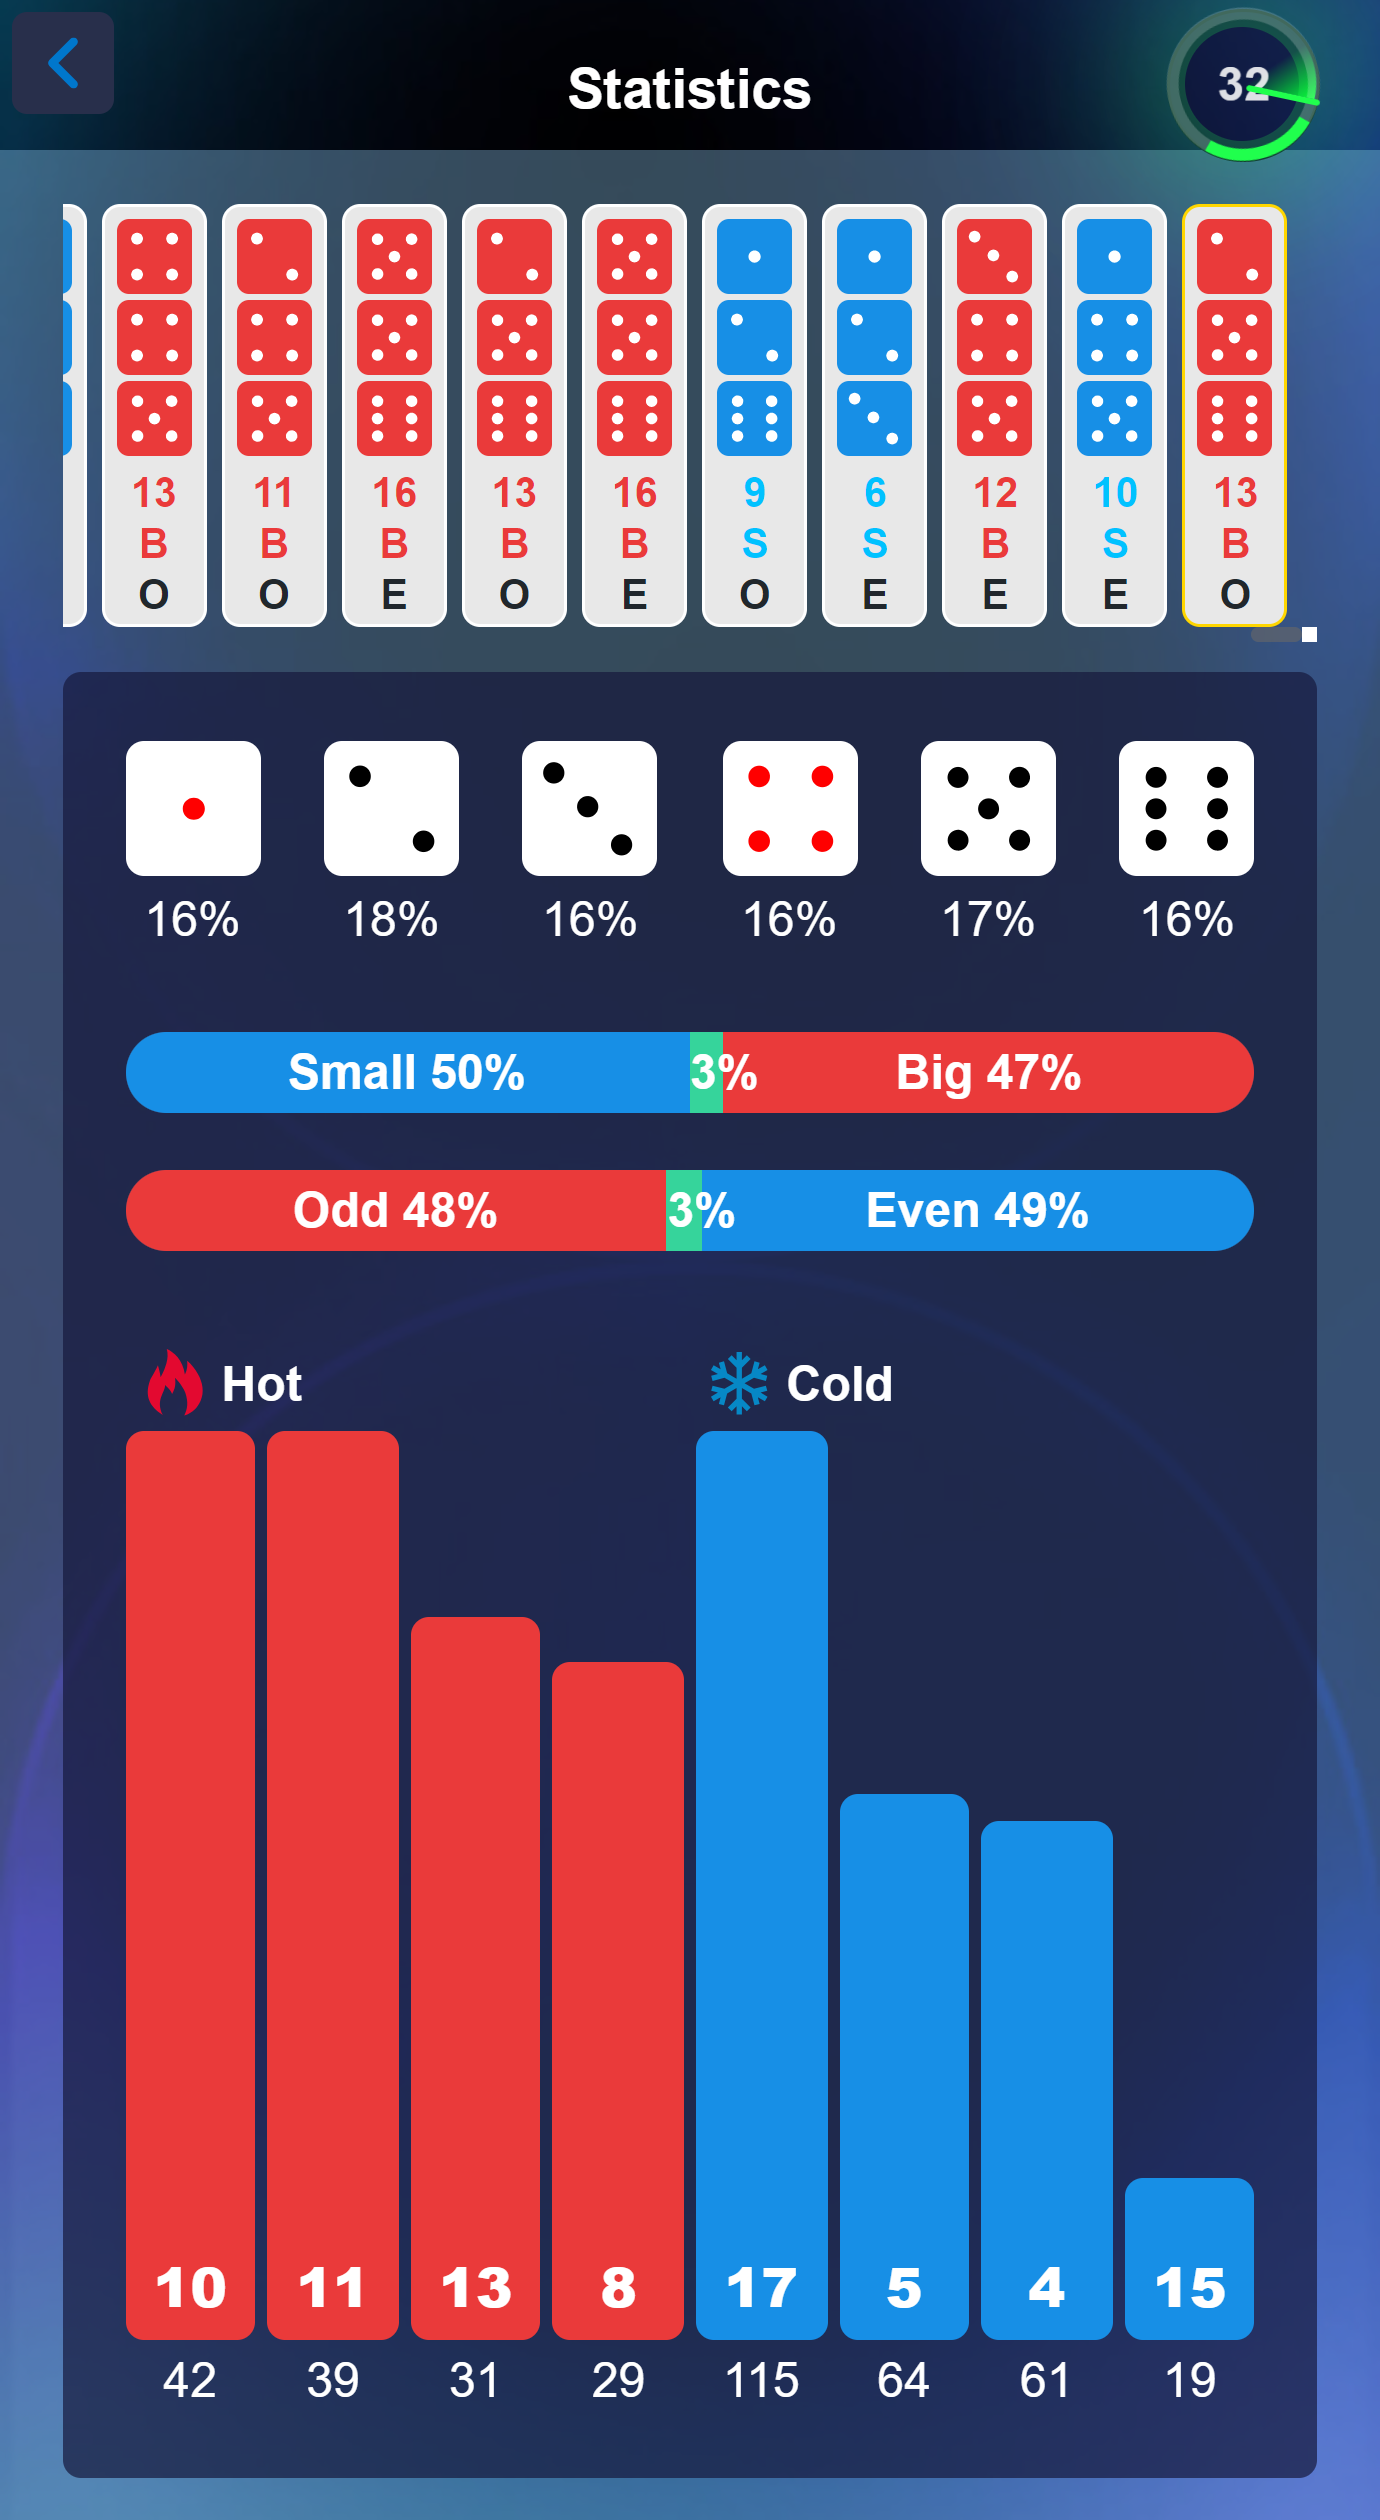 Statistics
32
13 11 16 13 16 9 6 12 10 13
B B B B B S S B S B
O O E O E O E E E O
16% 18% 16% 16% 17% 16%
Small 50% 3% Big 47%
Odd 48% 3% Even 49%
Hot Cold
10 11 13 8 17 5 4 15
42 39 31 29 115 64 61 19